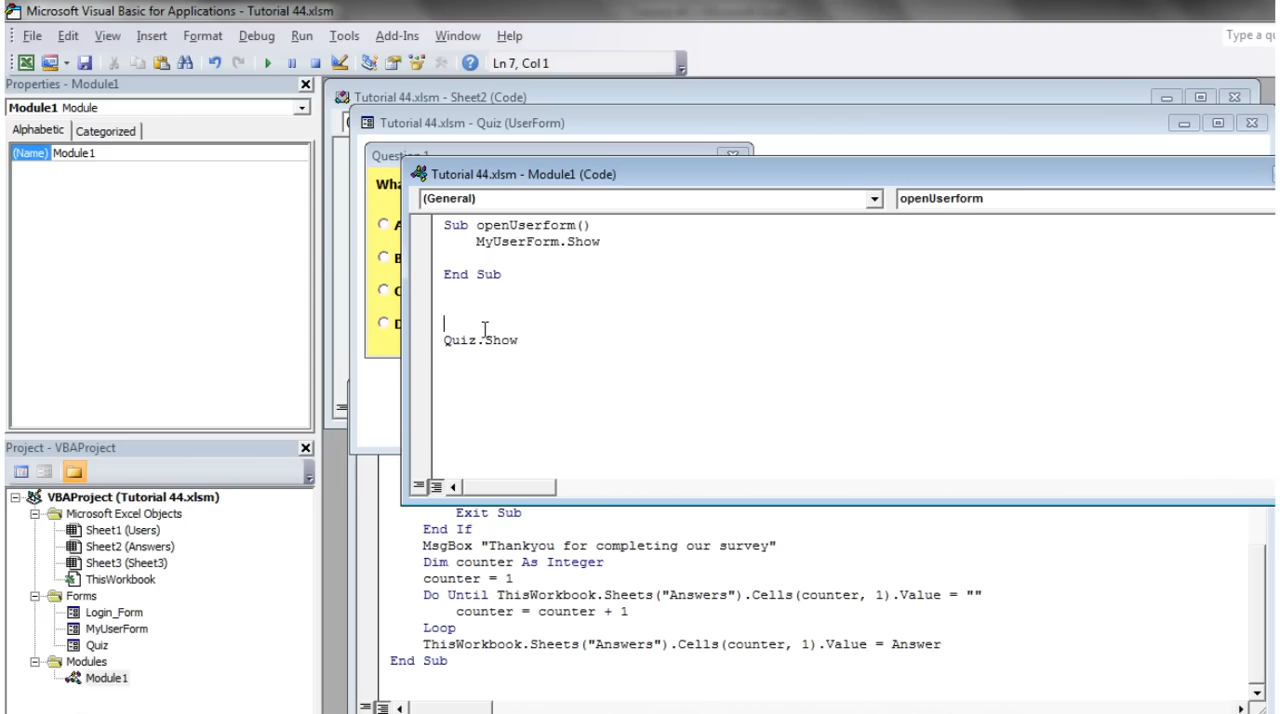 Microsoft Visual Basic for Applications - Tutorial 44.xlsm
File Edit View Insert Format Debug Run Tools Add-Ins Window Help
Type a qu
Ln 7, Col 1
Properties - Module1
Module1 Module
Alphabetic Categorized
(Name) Module1
Tutorial 44.xlsm - Sheet2 (Code)
Tutorial 44.xlsm - Quiz (UserForm)
Question 1
Wha
A
B
C
D
Tutorial 44.xlsm - Module1 (Code)
(General) openUserform
Sub openUserform()
MyUserForm.Show
End Sub
Quiz.Show
Project - VBAProject
VBAProject (Tutorial 44.xlsm)
Microsoft Excel Objects
Sheet1 (Users)
Sheet2 (Answers)
Sheet3 (Sheet3)
ThisWorkbook
Forms
Login_Form
MyUserForm
Quiz
Modules
Module1
Exit Sub
End If
MsgBox "Thankyou for completing our survey"
Dim counter As Integer
counter = 1
Do Until ThisWorkbook.Sheets("Answers").Cells(counter, 1).Value = ""
counter = counter + 1
Loop
ThisWorkbook.Sheets("Answers").Cells(counter, 1).Value = Answer
End Sub